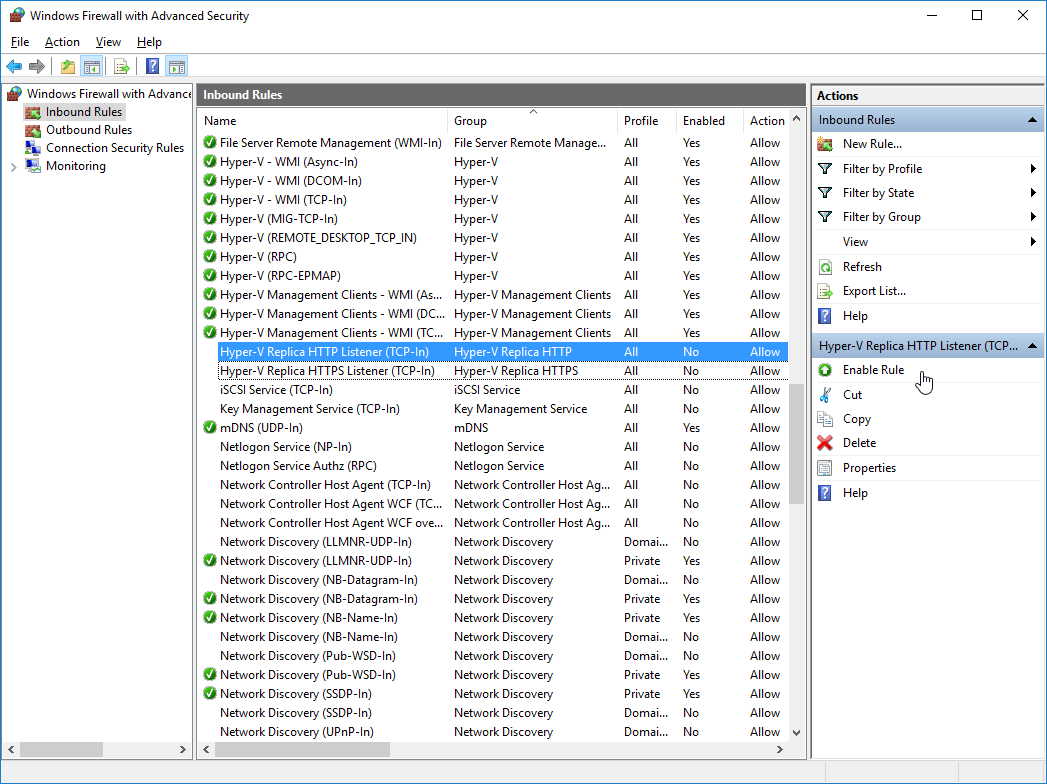 Windows Firewall with Advanced Security
File Action View Help
Windows Firewall with Advance
Inbound Rules
Outbound Rules
Connection Security Rules
Monitoring
Inbound Rules
Name Group Profile Enabled Action
File Server Remote Management (WMI-In) File Server Remote Manage... All Yes Allow
Hyper-V - WMI (Async-In) Hyper-V All Yes Allow
Hyper-V - WMI (DCOM-In) Hyper-V All Yes Allow
Hyper-V - WMI (TCP-In) Hyper-V All Yes Allow
Hyper-V (MIG-TCP-In) Hyper-V All Yes Allow
Hyper-V (REMOTE_DESKTOP_TCP_IN) Hyper-V All Yes Allow
Hyper-V (RPC) Hyper-V All Yes Allow
Hyper-V (RPC-EPMAP) Hyper-V All Yes Allow
Hyper-V Management Clients - WMI (As... Hyper-V Management Clients All Yes Allow
Hyper-V Management Clients - WMI (DC... Hyper-V Management Clients All Yes Allow
Hyper-V Management Clients - WMI (TC... Hyper-V Management Clients All Yes Allow
Hyper-V Replica HTTP Listener (TCP-In) Hyper-V Replica HTTP All No Allow
Hyper-V Replica HTTPS Listener (TCP-In) Hyper-V Replica HTTPS All No Allow
iSCSI Service (TCP-In) iSCSI Service All No Allow
Key Management Service (TCP-In) Key Management Service All No Allow
mDNS (UDP-In) mDNS All Yes Allow
Netlogon Service (NP-In) Netlogon Service All No Allow
Netlogon Service Authz (RPC) Netlogon Service All No Allow
Network Controller Host Agent (TCP-In) Network Controller Host Ag... All No Allow
Network Controller Host Agent WCF (TC... Network Controller Host Ag... All No Allow
Network Controller Host Agent WCF ove... Network Controller Host Ag... All No Allow
Network Discovery (LLMNR-UDP-In) Network Discovery Domai... No Allow
Network Discovery (LLMNR-UDP-In) Network Discovery Private Yes Allow
Network Discovery (NB-Datagram-In) Network Discovery Domai... No Allow
Network Discovery (NB-Datagram-In) Network Discovery Private Yes Allow
Network Discovery (NB-Name-In) Network Discovery Private Yes Allow
Network Discovery (NB-Name-In) Network Discovery Domai... No Allow
Network Discovery (Pub-WSD-In) Network Discovery Domai... No Allow
Network Discovery (Pub-WSD-In) Network Discovery Private Yes Allow
Network Discovery (SSDP-In) Network Discovery Private Yes Allow
Network Discovery (SSDP-In) Network Discovery Domai... No Allow
Network Discovery (UPnP-In) Network Discovery Domai... No Allow
Actions
Inbound Rules
New Rule...
Filter by Profile
Filter by State
Filter by Group
View
Refresh
Export List...
Help
Hyper-V Replica HTTP Listener (TCP...
Enable Rule
Cut
Copy
Delete
Properties
Help